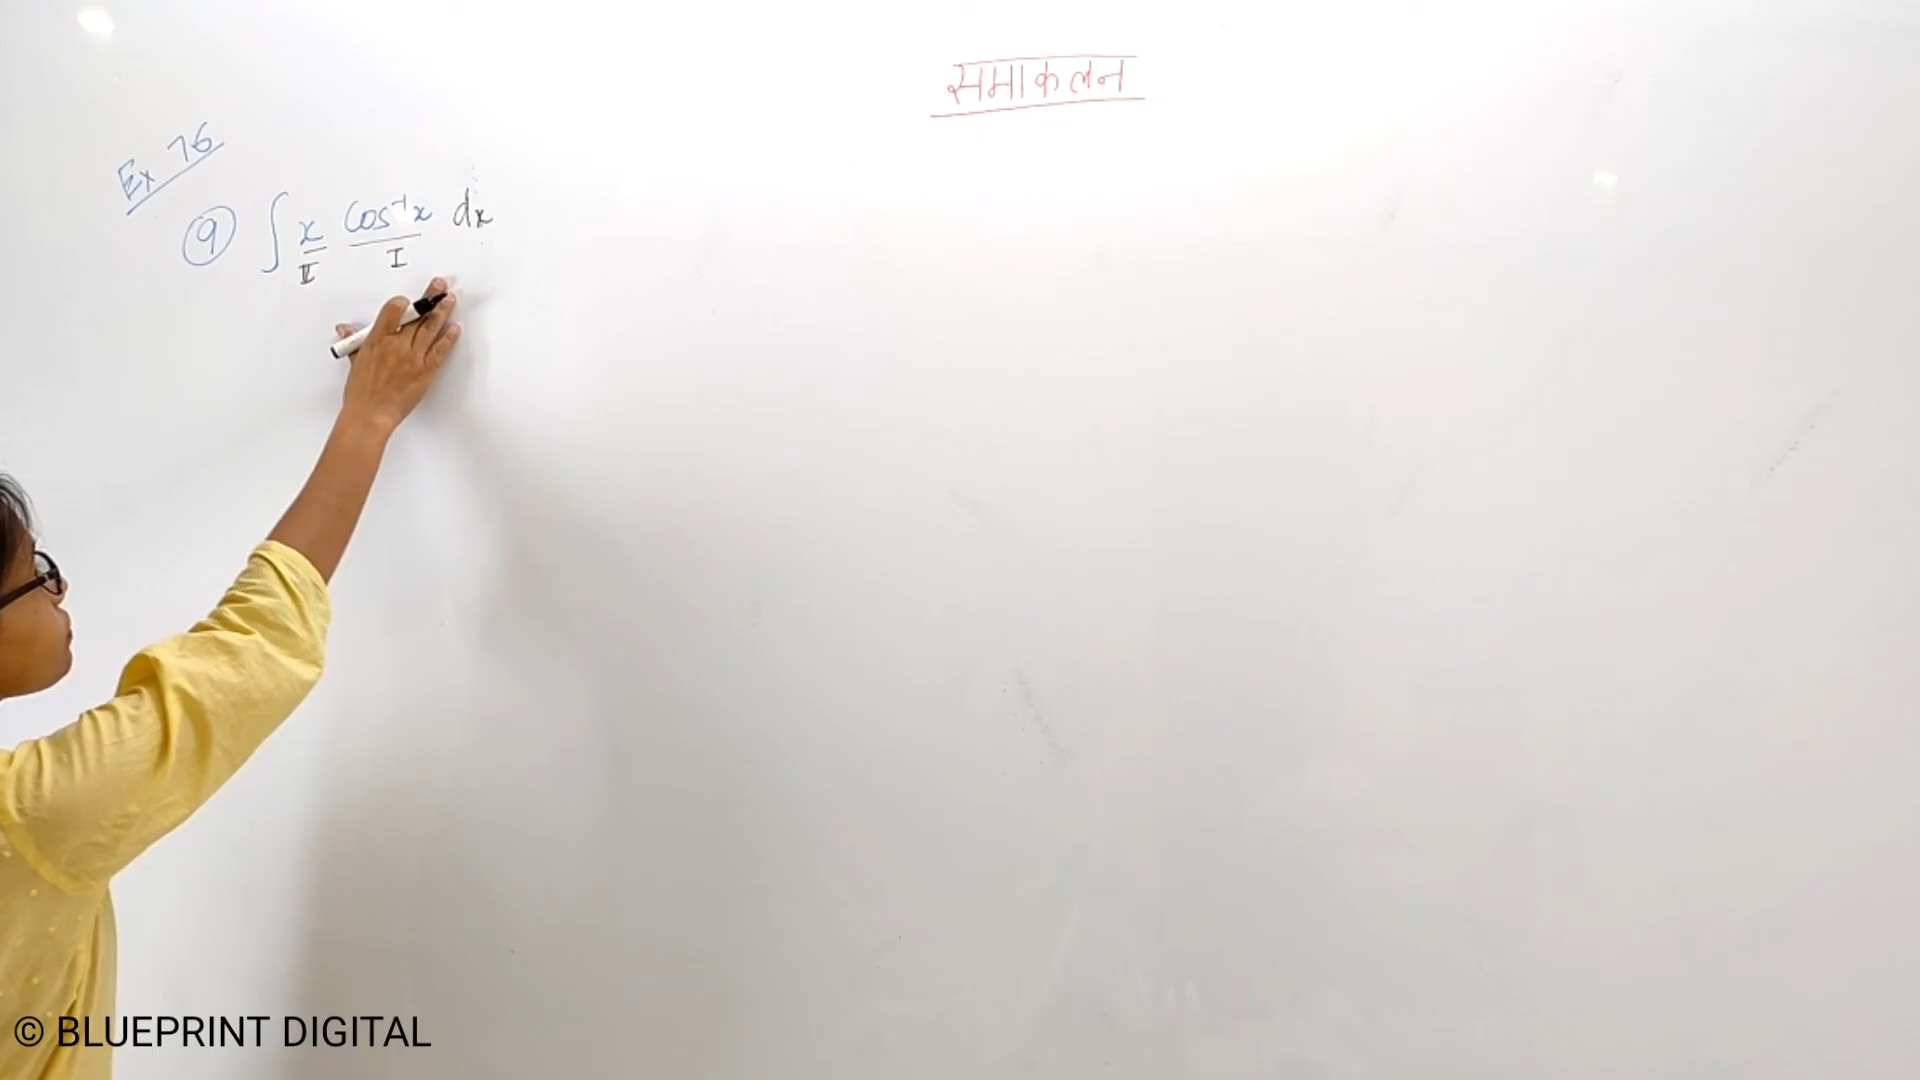 समाकलन
Ex 7.6
⑨ ∫ x cos⁻¹x dx
II I
© BLUEPRINT DIGITAL